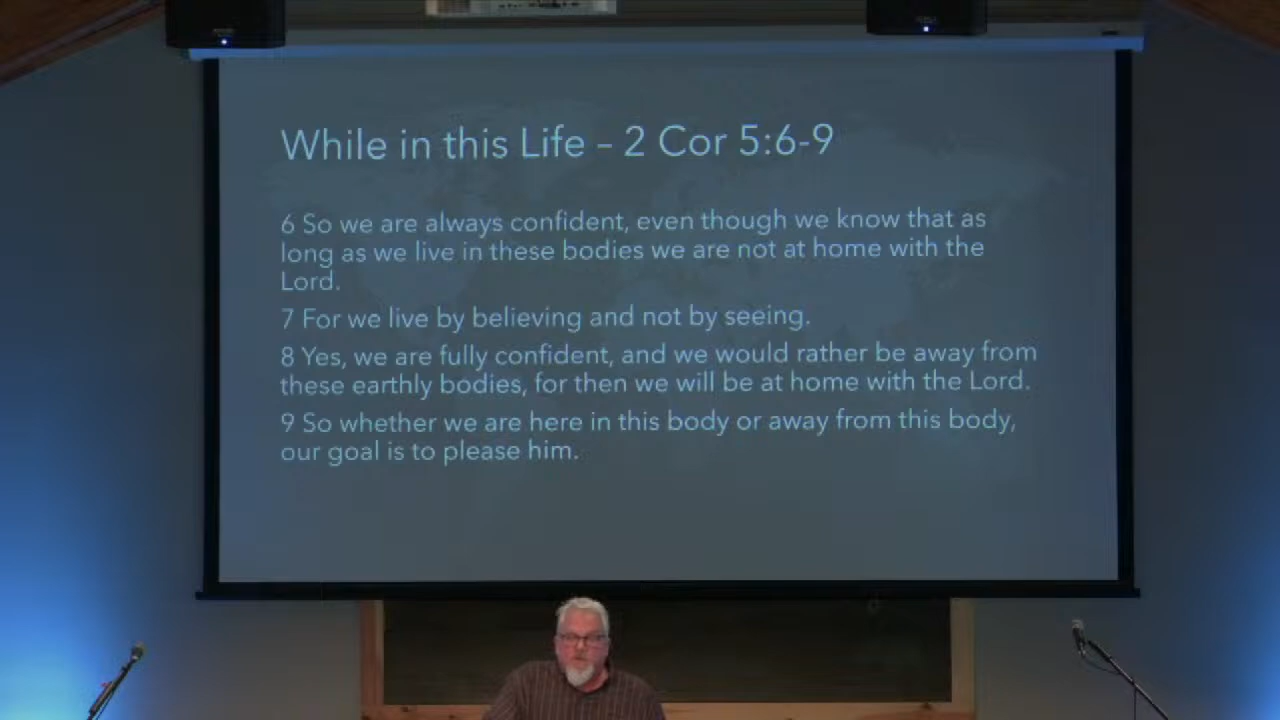 While in this Life – 2 Cor 5:6-9
6 So we are always confident, even though we know that as
long as we live in these bodies we are not at home with the
Lord.
7 For we live by believing and not by seeing.
8 Yes, we are fully confident, and we would rather be away from
these earthly bodies, for then we will be at home with the Lord.
9 So whether we are here in this body or away from this body,
our goal is to please him.